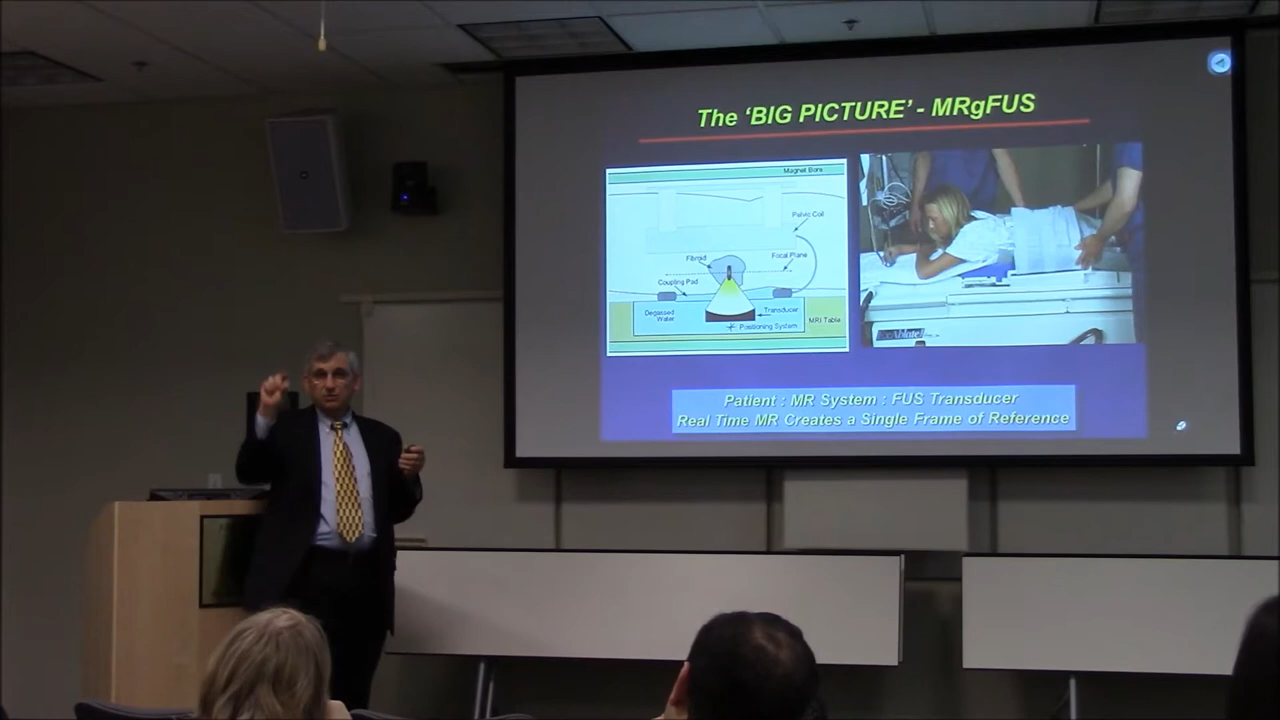 The 'BIG PICTURE' - MRgFUS
Magnet Bore
Pelvic Coil
Fibroid
Focal Plane
Coupling Pad
Degassed
Water
Transducer
Positioning System
MRI Table
ExAblate
Patient : MR System : FUS Transducer
Real Time MR Creates a Single Frame of Reference